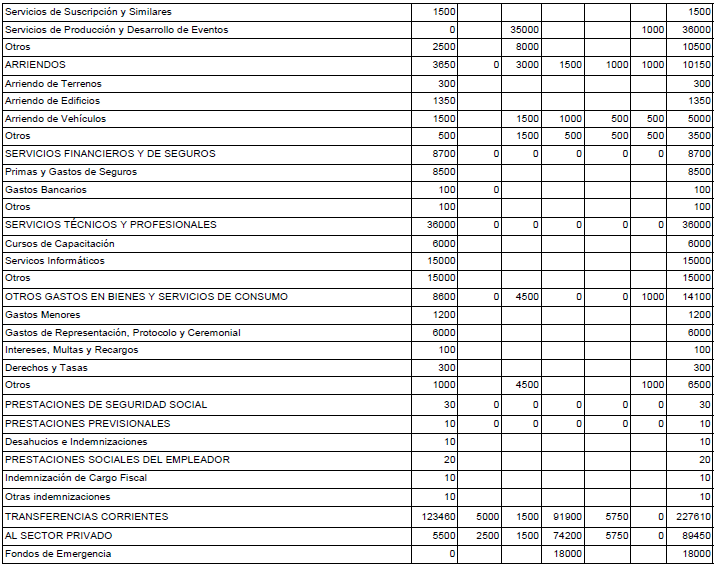 Servicios de Suscripción y Similares 1500 1500
Servicios de Producción y Desarrollo de Eventos 0 35000 1000 36000
Otros 2500 8000 10500
ARRIENDOS 3650 0 3000 1500 1000 1000 10150
Arriendo de Terrenos 300 300
Arriendo de Edificios 1350 1350
Arriendo de Vehículos 1500 1500 1000 500 500 5000
Otros 500 1500 500 500 500 3500
SERVICIOS FINANCIEROS Y DE SEGUROS 8700 0 0 0 0 0 8700
Primas y Gastos de Seguros 8500 8500
Gastos Bancarios 100 0 100
Otros 100 100
SERVICIOS TÉCNICOS Y PROFESIONALES 36000 0 0 0 0 0 36000
Cursos de Capacitación 6000 6000
Servicos Informáticos 15000 15000
Otros 15000 15000
OTROS GASTOS EN BIENES Y SERVICIOS DE CONSUMO 8600 0 4500 0 0 1000 14100
Gastos Menores 1200 1200
Gastos de Representación, Protocolo y Ceremonial 6000 6000
Intereses, Multas y Recargos 100 100
Derechos y Tasas 300 300
Otros 1000 4500 1000 6500
PRESTACIONES DE SEGURIDAD SOCIAL 30 0 0 0 0 0 30
PRESTACIONES PREVISIONALES 10 0 0 0 0 0 10
Desahucios e Indemnizaciones 10 10
PRESTACIONES SOCIALES DEL EMPLEADOR 20 20
Indemnización de Cargo Fiscal 10 10
Otras indemnizaciones 10 10
TRANSFERENCIAS CORRIENTES 123460 5000 1500 91900 5750 0 227610
AL SECTOR PRIVADO 5500 2500 1500 74200 5750 0 89450
Fondos de Emergencia 0 18000 18000